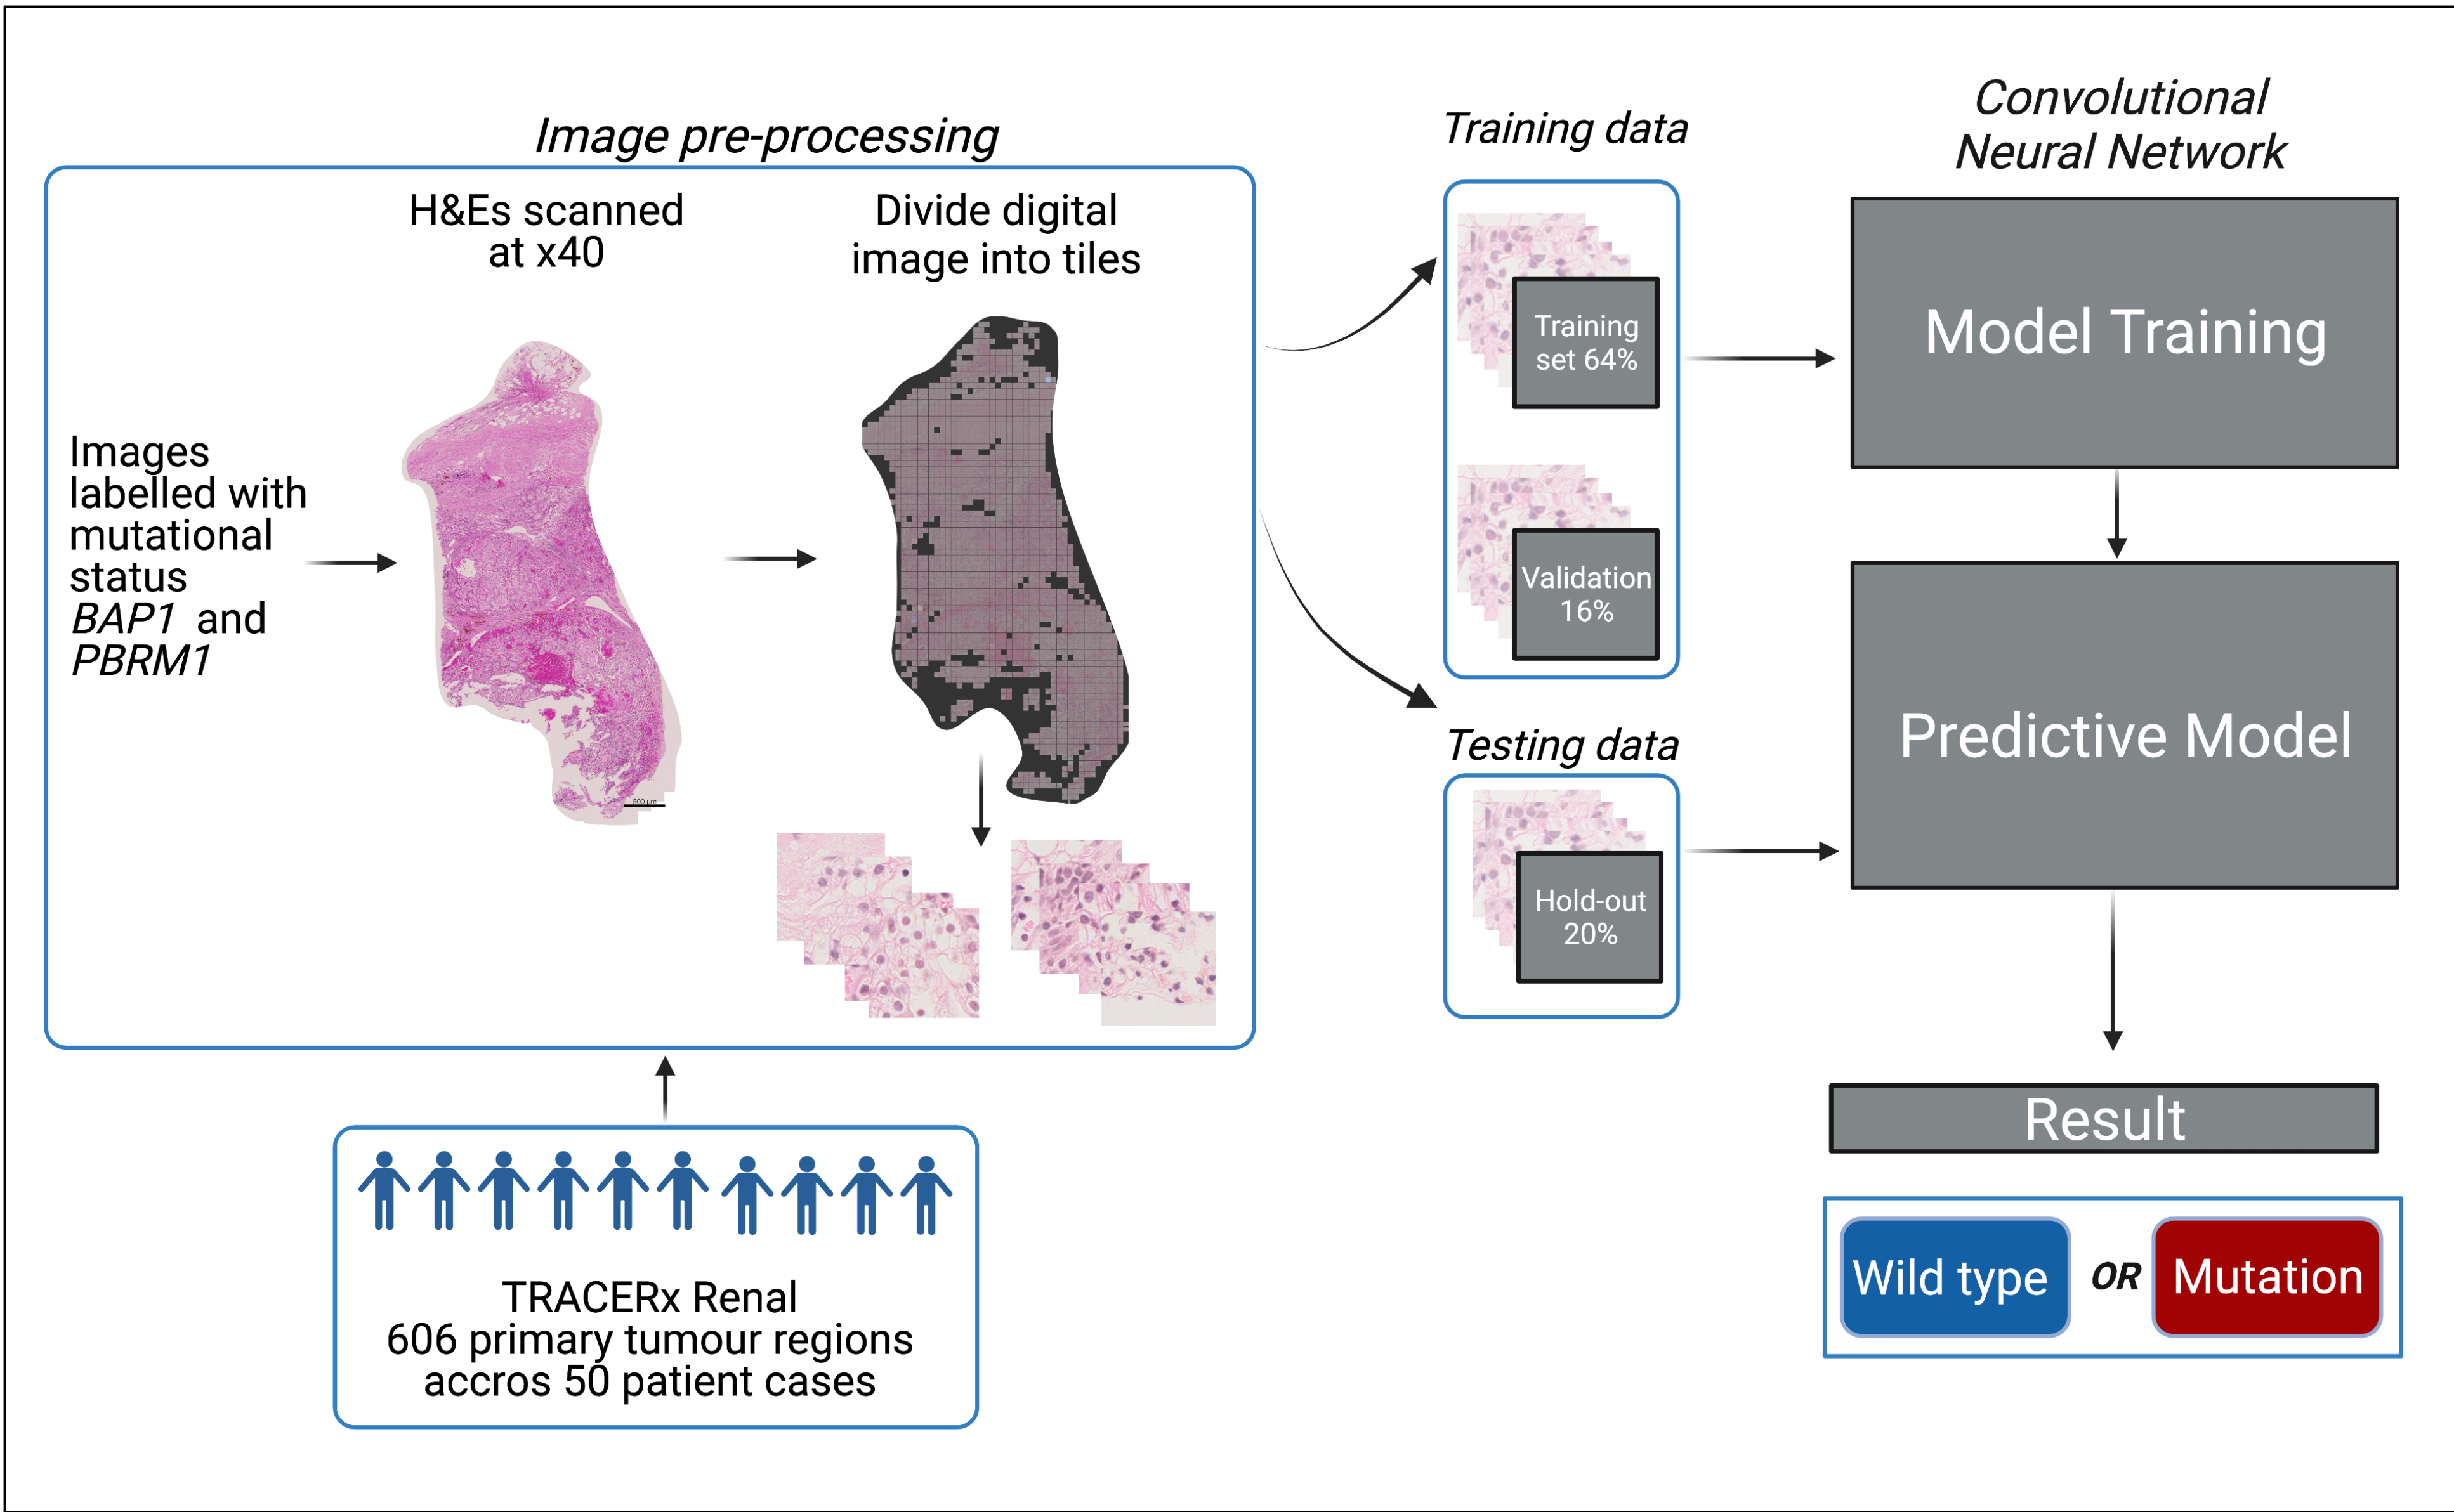 Image pre-processing
H&Es scanned
at x40
Divide digital
image into tiles
Images
labelled with
mutational
status
BAP1 and
PBRM1
500 µm
TRACERx Renal
606 primary tumour regions
accros 50 patient cases
Training data
Training
set 64%
Validation
16%
Testing data
Hold-out
20%
Convolutional
Neural Network
Model Training
Predictive Model
Result
Wild type OR Mutation